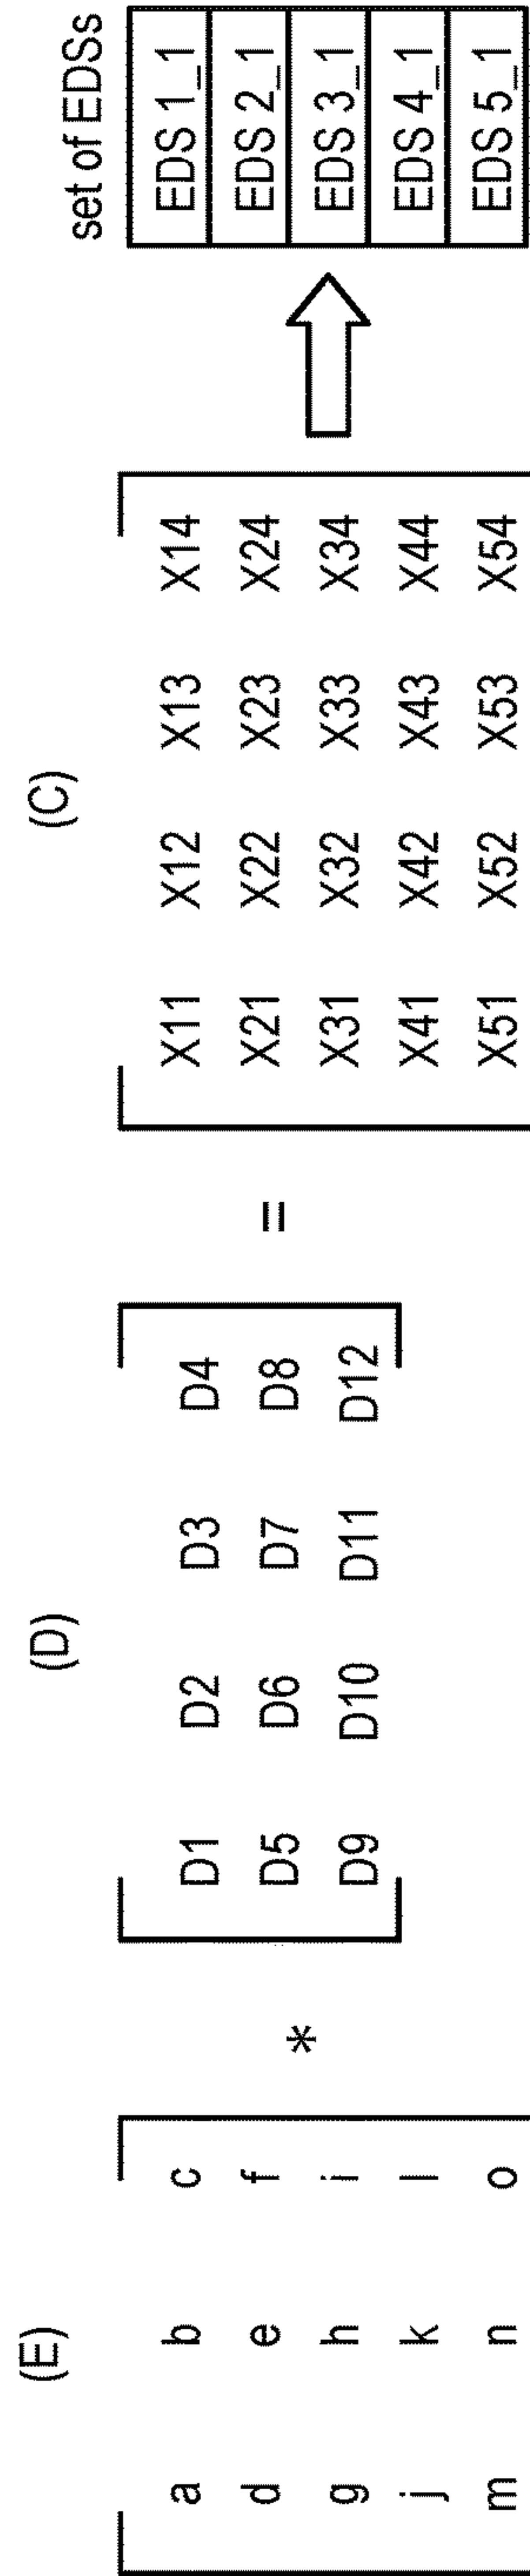 (E)
a b c
d e f
g h i
j k l
m n o
*
(D)
D1 D2 D3 D4
D5 D6 D7 D8
D9 D10 D11 D12
=
(C)
X11 X12 X13 X14
X21 X22 X23 X24
X31 X32 X33 X34
X41 X42 X43 X44
X51 X52 X53 X54
set of EDSs
EDS 1_1
EDS 2_1
EDS 3_1
EDS 4_1
EDS 5_1